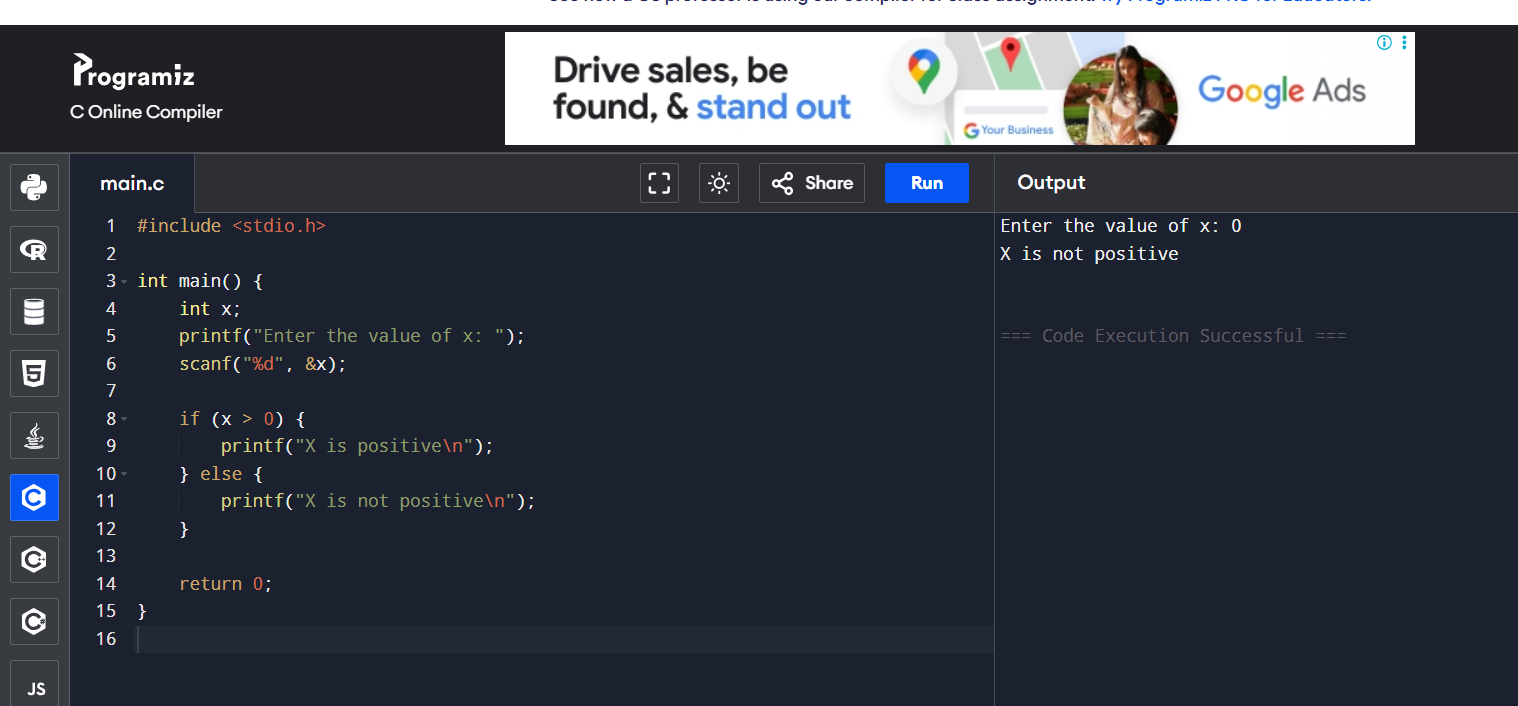 Programiz
C Online Compiler
Drive sales, be
found, & stand out
Your Business
Google Ads
main.c
Share
Run
Output
1 #include <stdio.h>
2
3 int main() {
4     int x;
5     printf("Enter the value of x: ");
6     scanf("%d", &x);
7
8     if (x > 0) {
9         printf("X is positive\n");
10     } else {
11         printf("X is not positive\n");
12     }
13
14     return 0;
15 }
16
Enter the value of x: 0
X is not positive
=== Code Execution Successful ===
JS